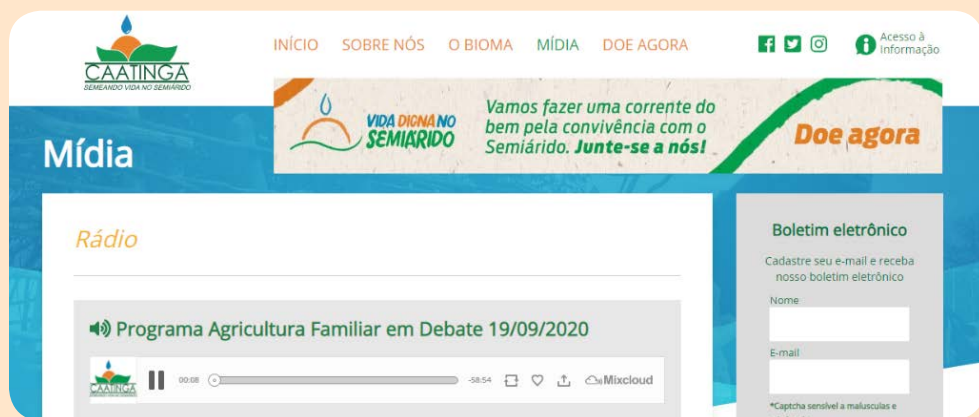 CAATINGA
SEMEANDO VIDA NO SEMIÁRIDO
INÍCIO SOBRE NÓS O BIOMA MÍDIA DOE AGORA
Acesso à
Informação
VIDA DIGNA NO
SEMIÁRIDO
Vamos fazer uma corrente do
bem pela convivência com o
Semiárido. Junte-se a nós!
Doe agora
Mídia
Rádio
Programa Agricultura Familiar em Debate 19/09/2020
CAATINGA
00:08
-58:54
Mixcloud
Boletim eletrônico
Cadastre seu e-mail e receba
nosso boletim eletrônico
Nome
E-mail
*Captcha sensível a maiusculas e